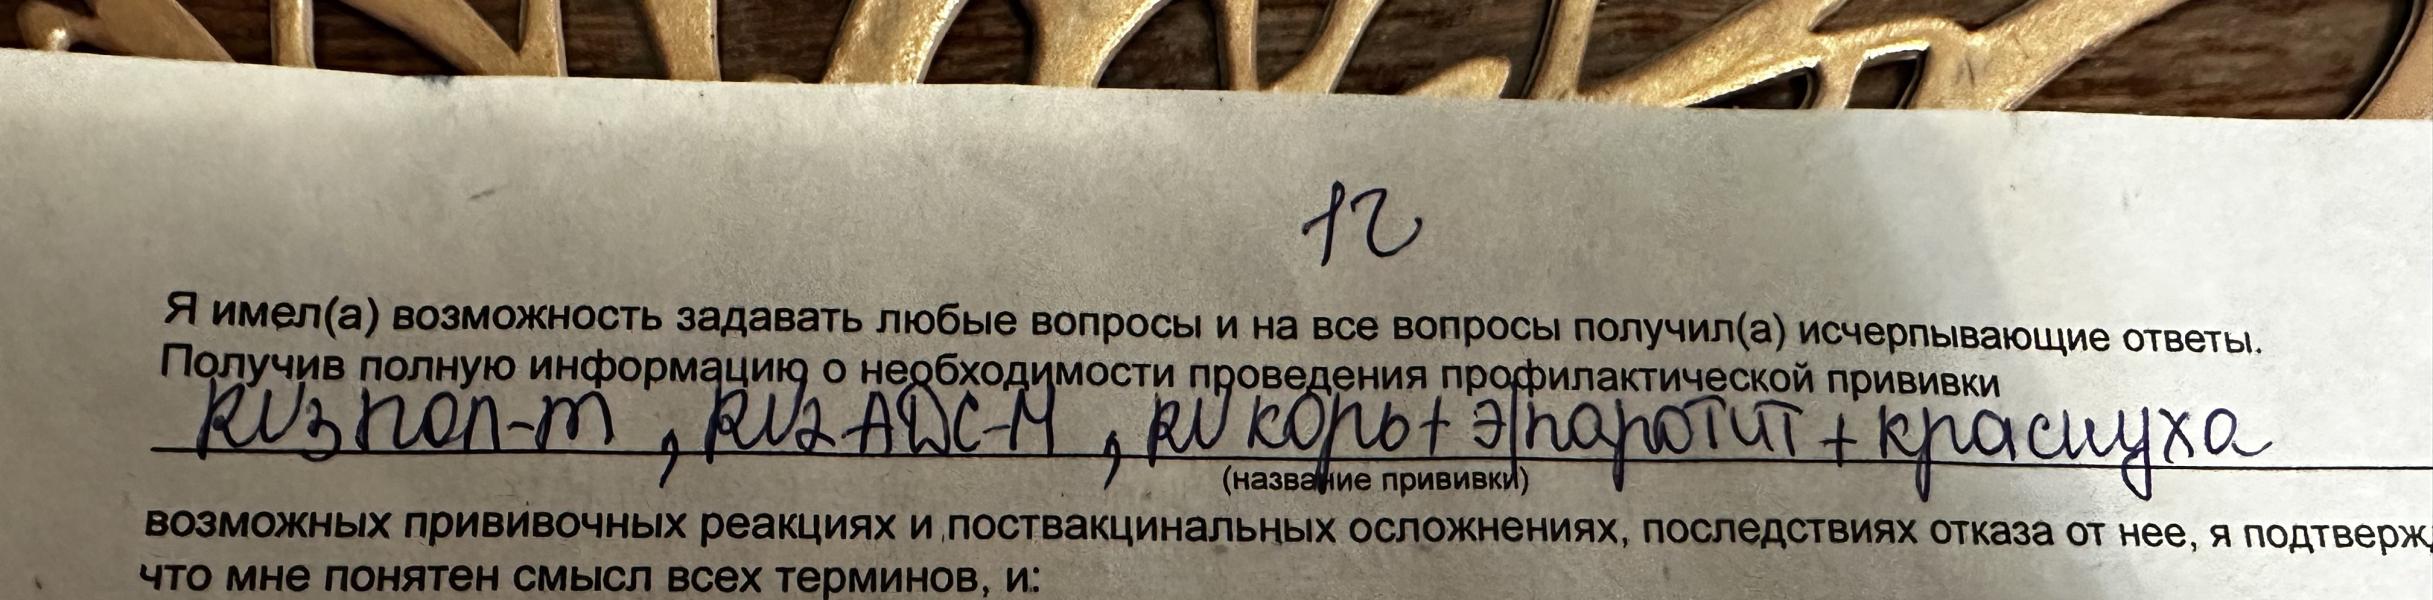 1г
Я имел(а) возможность задавать любые вопросы и на все вопросы получил(а) исчерпывающие ответы.
Получив полную информацию о необходимости проведения профилактической прививки
RV3 пол-т, RV2 АДС-М, RV корь+ э/паротит + краснуха
(название прививки)
возможных прививочных реакциях и поствакцинальных осложнениях, последствиях отказа от нее, я подтверж
что мне понятен смысл всех терминов, и: